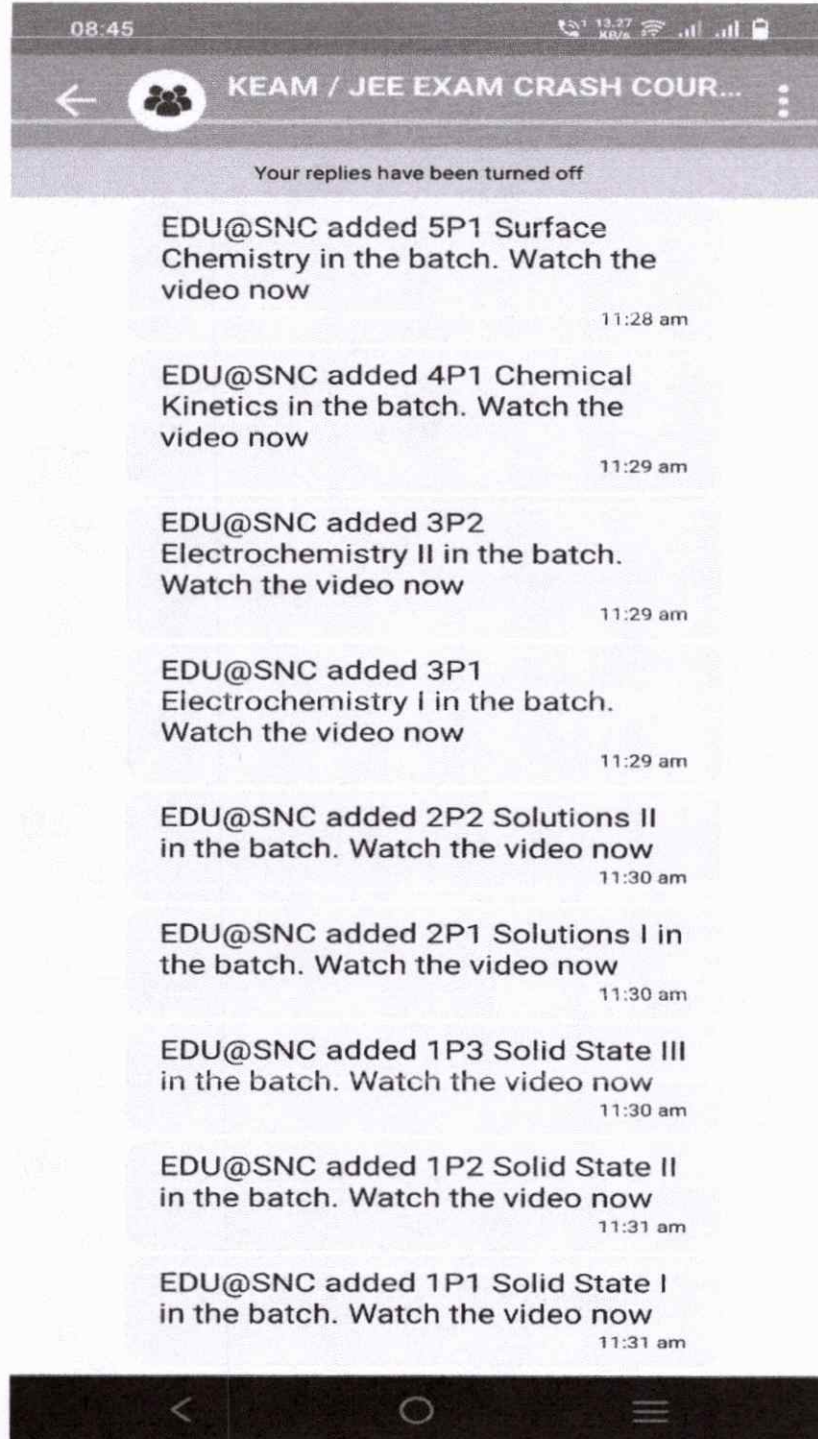 08:45
1 13.27
KB/s
KEAM / JEE EXAM CRASH COUR...
Your replies have been turned off
EDU@SNC added 5P1 Surface
Chemistry in the batch. Watch the
video now
11:28 am
EDU@SNC added 4P1 Chemical
Kinetics in the batch. Watch the
video now
11:29 am
EDU@SNC added 3P2
Electrochemistry II in the batch.
Watch the video now
11:29 am
EDU@SNC added 3P1
Electrochemistry I in the batch.
Watch the video now
11:29 am
EDU@SNC added 2P2 Solutions II
in the batch. Watch the video now
11:30 am
EDU@SNC added 2P1 Solutions I in
the batch. Watch the video now
11:30 am
EDU@SNC added 1P3 Solid State III
in the batch. Watch the video now
11:30 am
EDU@SNC added 1P2 Solid State II
in the batch. Watch the video now
11:31 am
EDU@SNC added 1P1 Solid State I
in the batch. Watch the video now
11:31 am